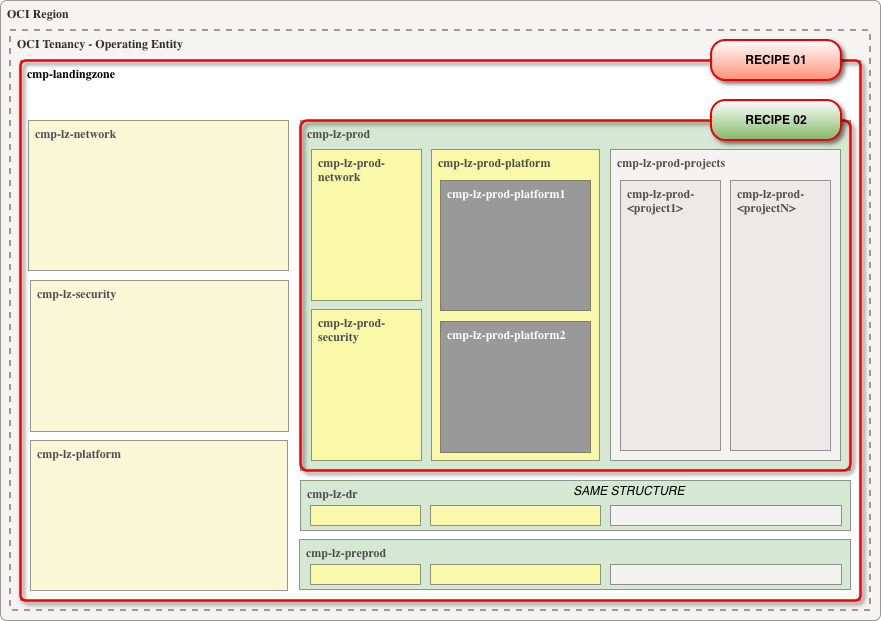 OCI Region
OCI Tenancy - Operating Entity
RECIPE 01
cmp-landingzone
RECIPE 02
cmp-lz-network
cmp-lz-prod
cmp-lz-prod-
network
cmp-lz-prod-platform
cmp-lz-prod-projects
cmp-lz-prod-platform1
cmp-lz-prod-
<project1>
cmp-lz-prod-
<projectN>
cmp-lz-security
cmp-lz-prod-
security
cmp-lz-prod-platform2
cmp-lz-platform
cmp-lz-dr
SAME STRUCTURE
cmp-lz-preprod